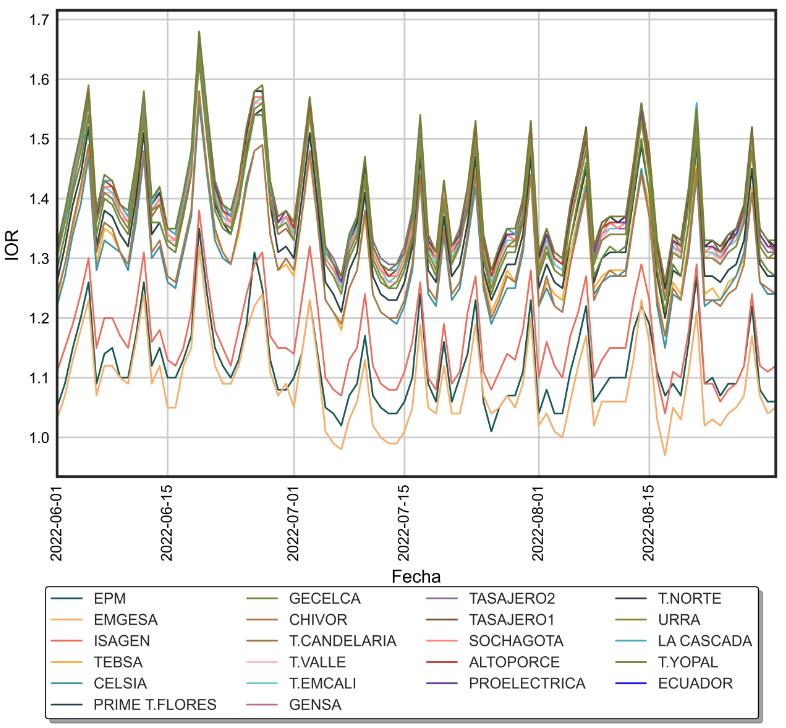 1.7
1.6
1.5
1.4
1.3
1.2
1.1
1.0
IOR
2022-06-01
2022-06-15
2022-07-01
2022-07-15
2022-08-01
2022-08-15
Fecha
EPM
EMGESA
ISAGEN
TEBSA
CELSIA
PRIME T.FLORES
GECELCA
CHIVOR
T.CANDELARIA
T.VALLE
T.EMCALI
GENSA
TASAJERO2
TASAJERO1
SOCHAGOTA
ALTOPORCE
PROELECTRICA
T.NORTE
URRA
LA CASCADA
T.YOPAL
ECUADOR